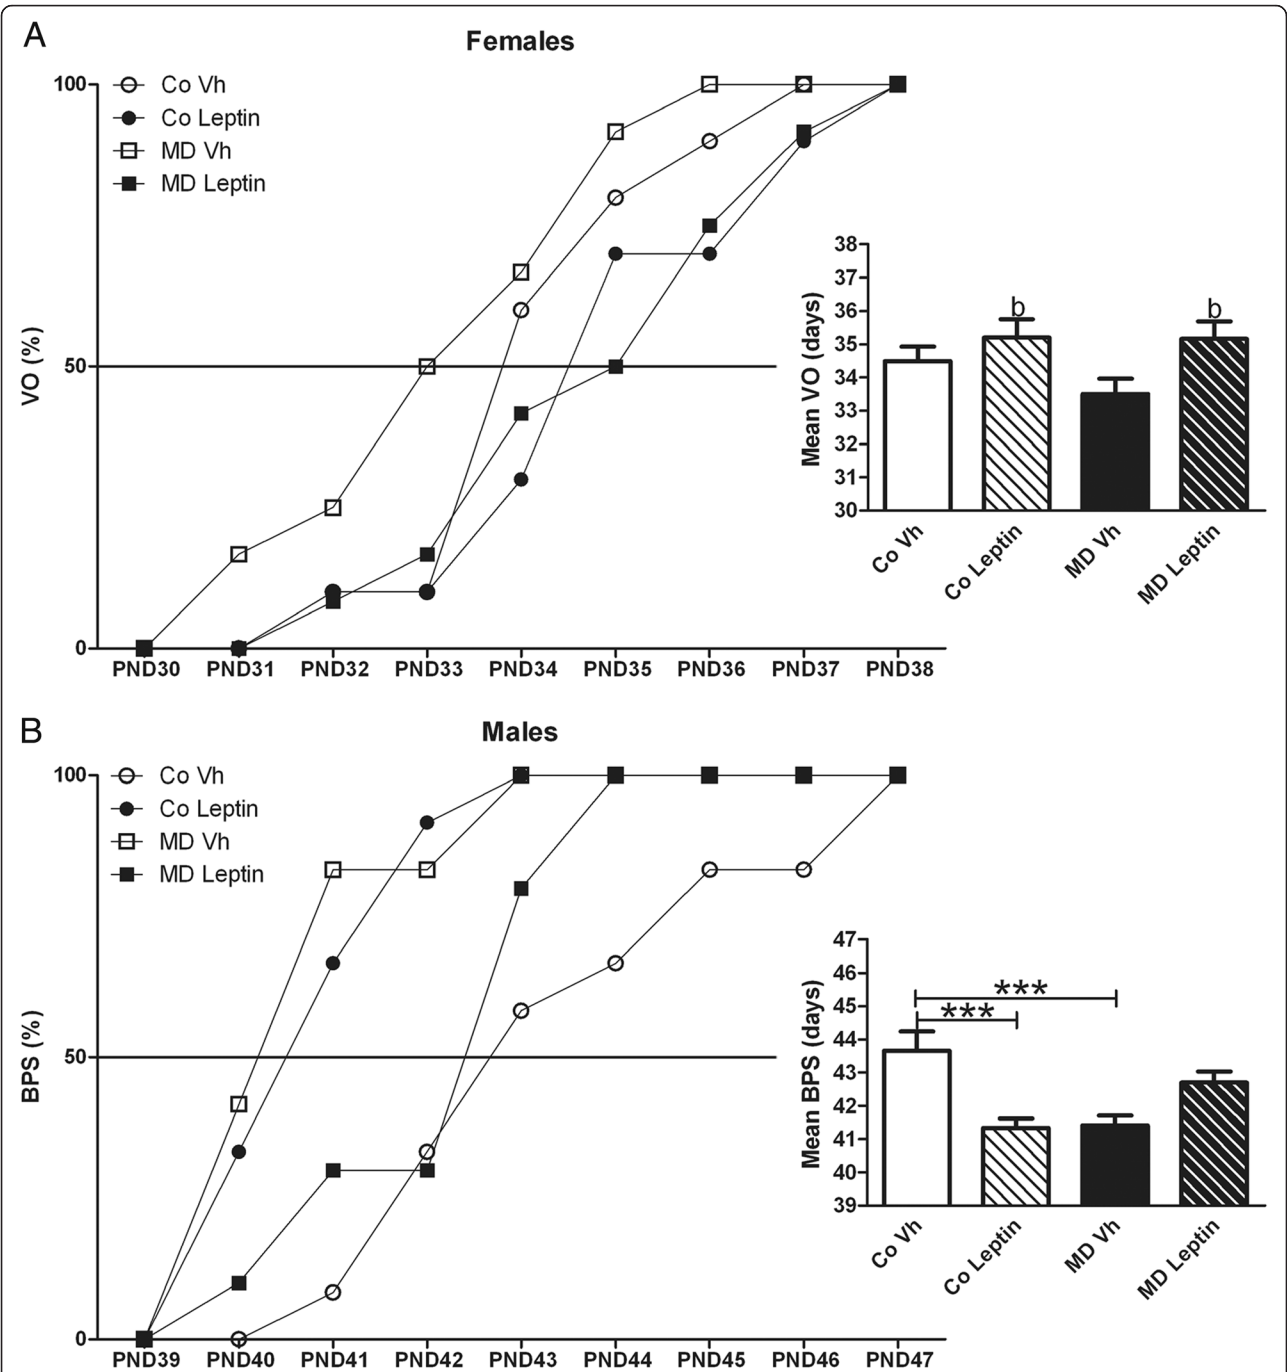 A
Females
100
Co Vh
Co Leptin
MD Vh
MD Leptin
VO (%)
50
0
PND30 PND31 PND32 PND33 PND34 PND35 PND36 PND37 PND38
Mean VO (days)
38
37
36
35
34
33
32
31
30
b b
Co Vh Co Leptin MD Vh MD Leptin
B
Males
100
Co Vh
Co Leptin
MD Vh
MD Leptin
BPS (%)
50
0
PND39 PND40 PND41 PND42 PND43 PND44 PND45 PND46 PND47
Mean BPS (days)
47
46
45
44
43
42
41
40
39
***
***
Co Vh Co Leptin MD Vh MD Leptin